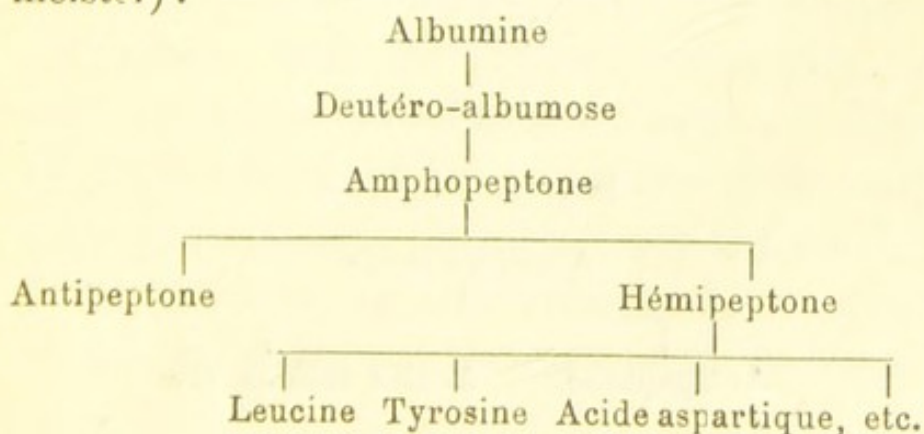 Albumine
Deutéro-albumose
Amphopeptone
Antipeptone Hémipeptone
Leucine Tyrosine Acide aspartique, etc.